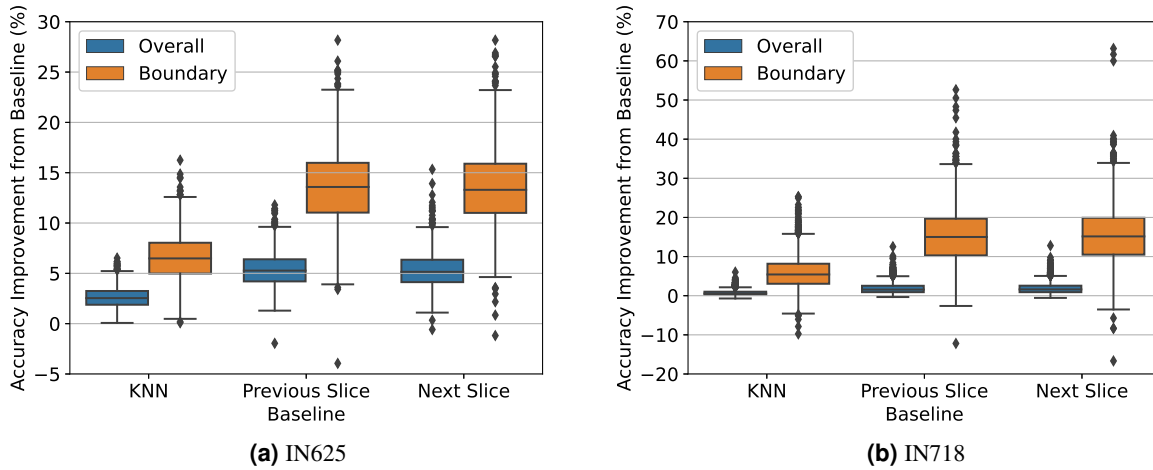 Accuracy Improvement from Baseline (%)
30
25
20
15
10
5
0
−5
Overall
Boundary
KNN
Previous Slice
Next Slice
Baseline
(a) IN625
Accuracy Improvement from Baseline (%)
70
60
50
40
30
20
10
0
−10
−20
Overall
Boundary
KNN
Previous Slice
Next Slice
Baseline
(b) IN718